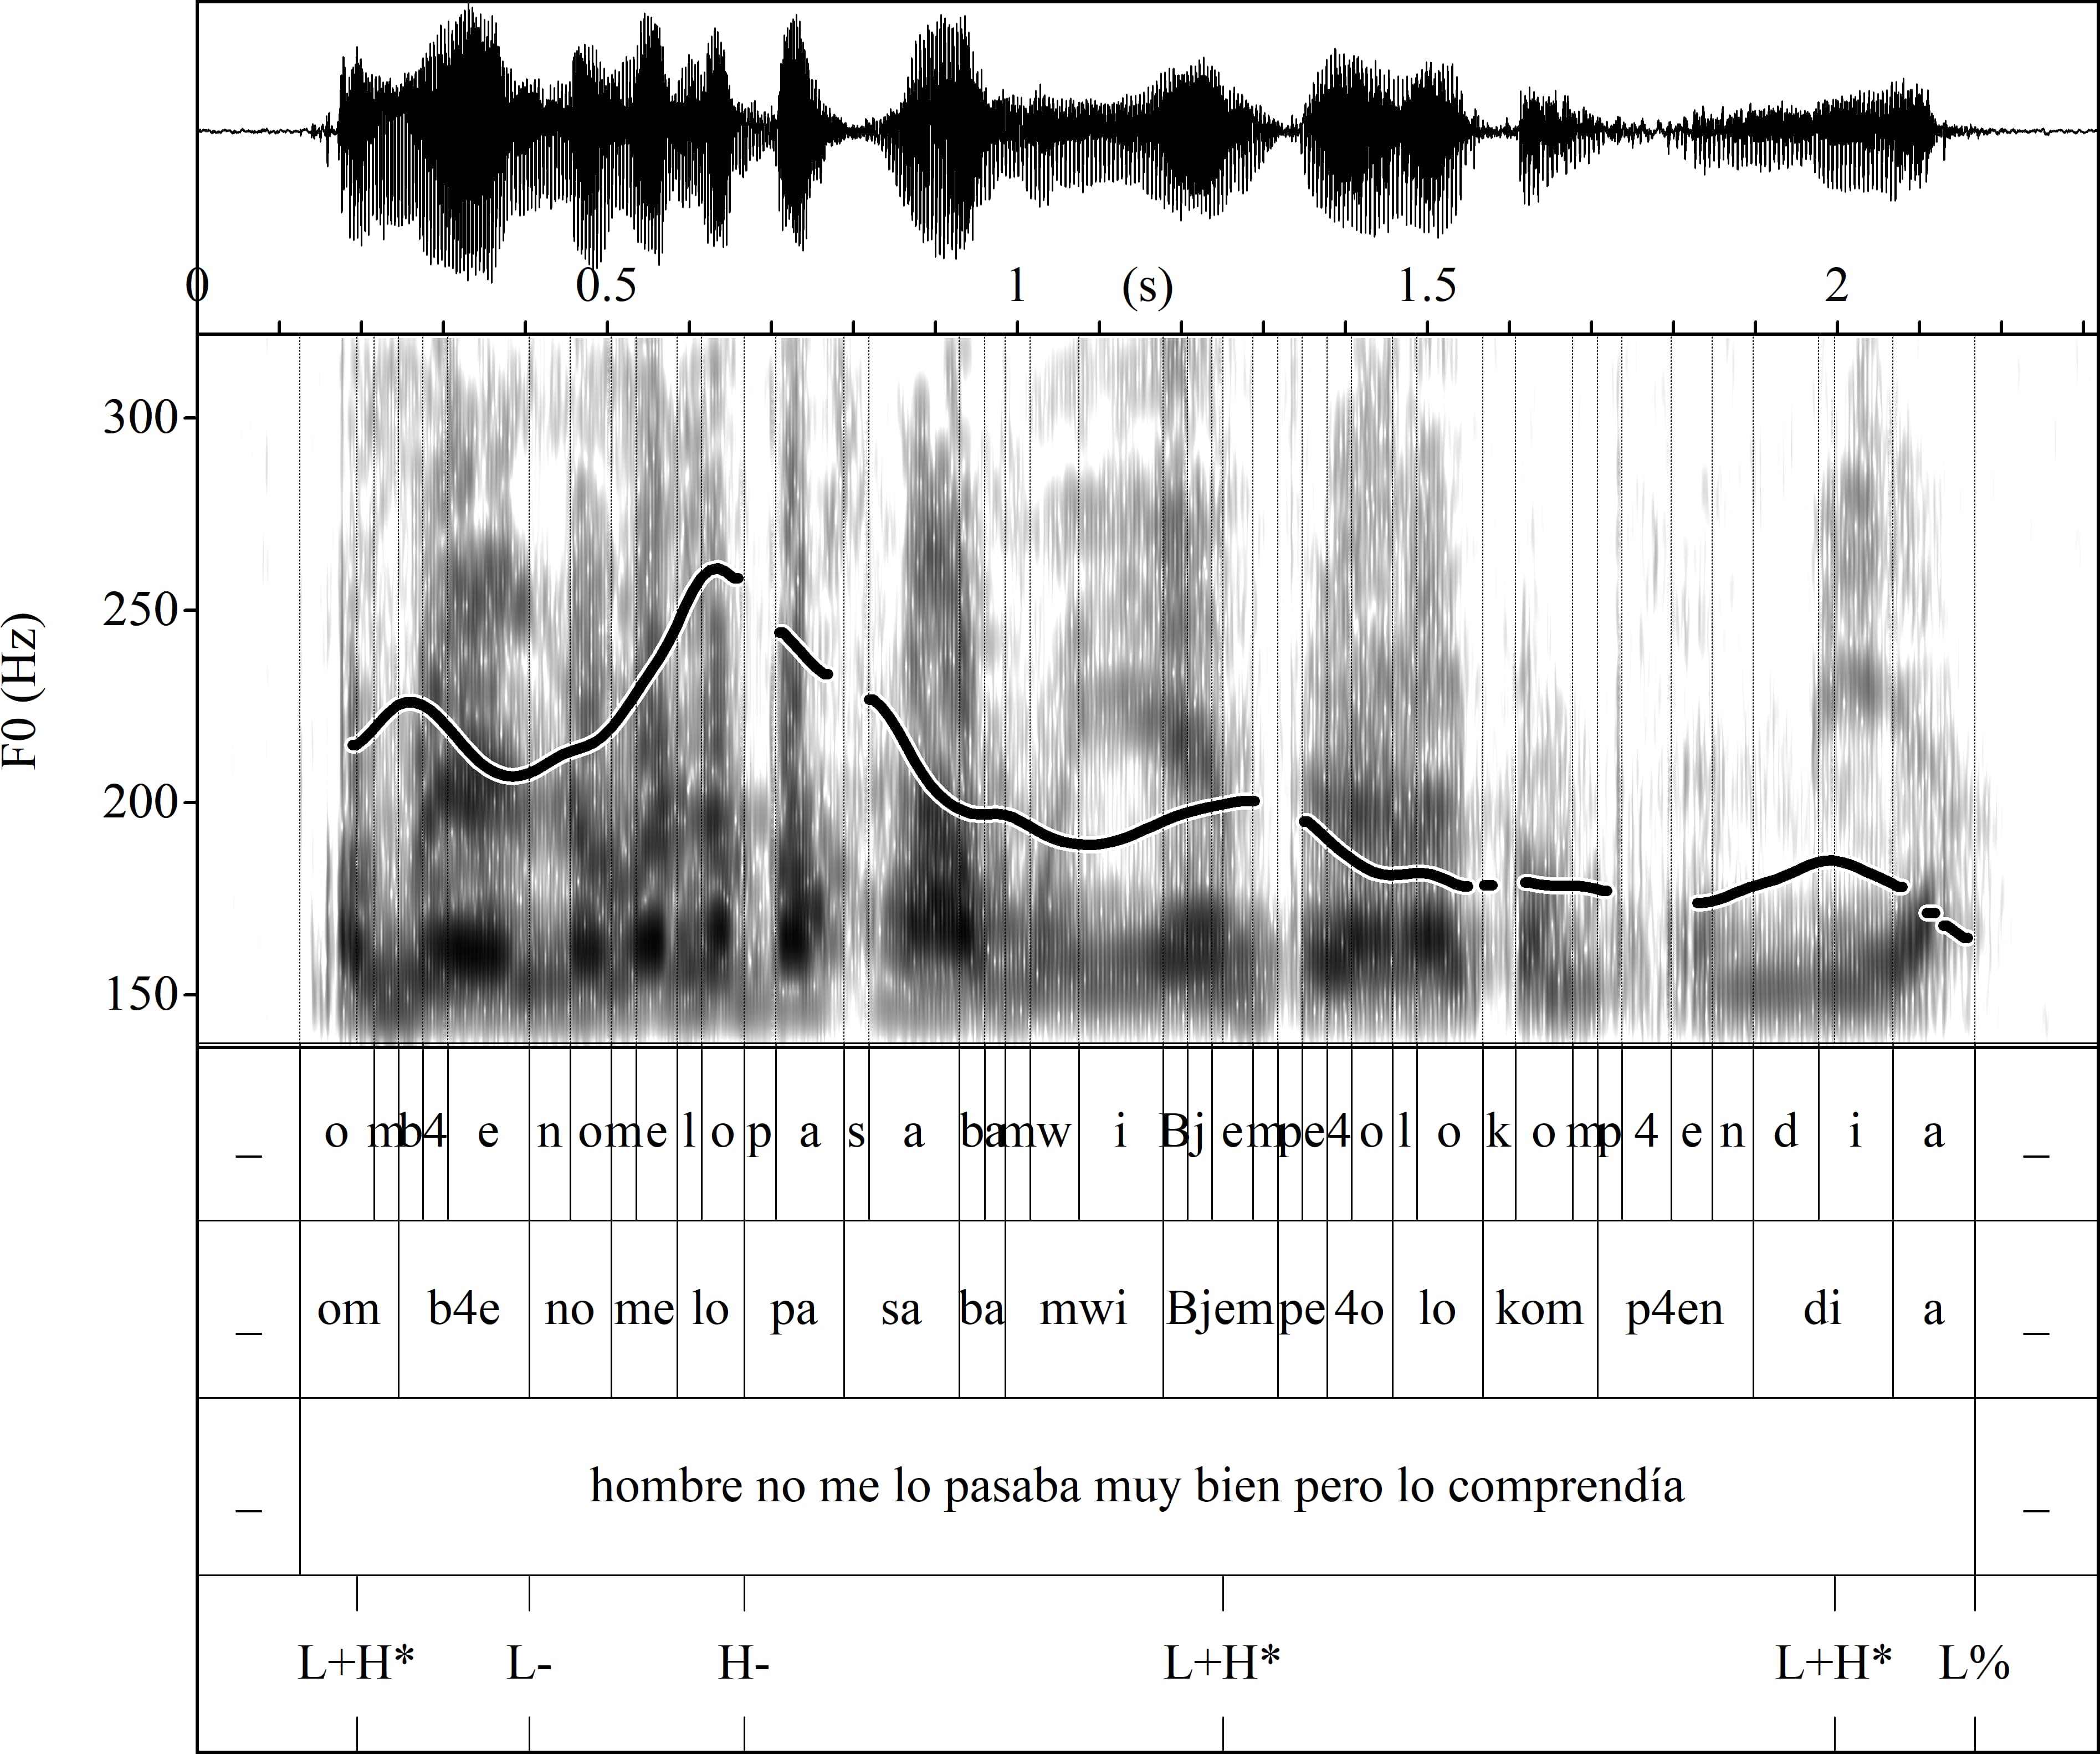 0 0.5 1 (s) 1.5 2
300
250
200
150
F0 (Hz)
_ o m b 4 e n o m e l o p a s a b a m w i B j e m p e 4 o l o k o m p 4 e n d i a _
_ om b4e no me lo pa sa ba mwi Bjem pe 4o lo kom p4en di a _
_ hombre no me lo pasaba muy bien pero lo comprendía _
L+H* L- H- L+H* L+H* L%